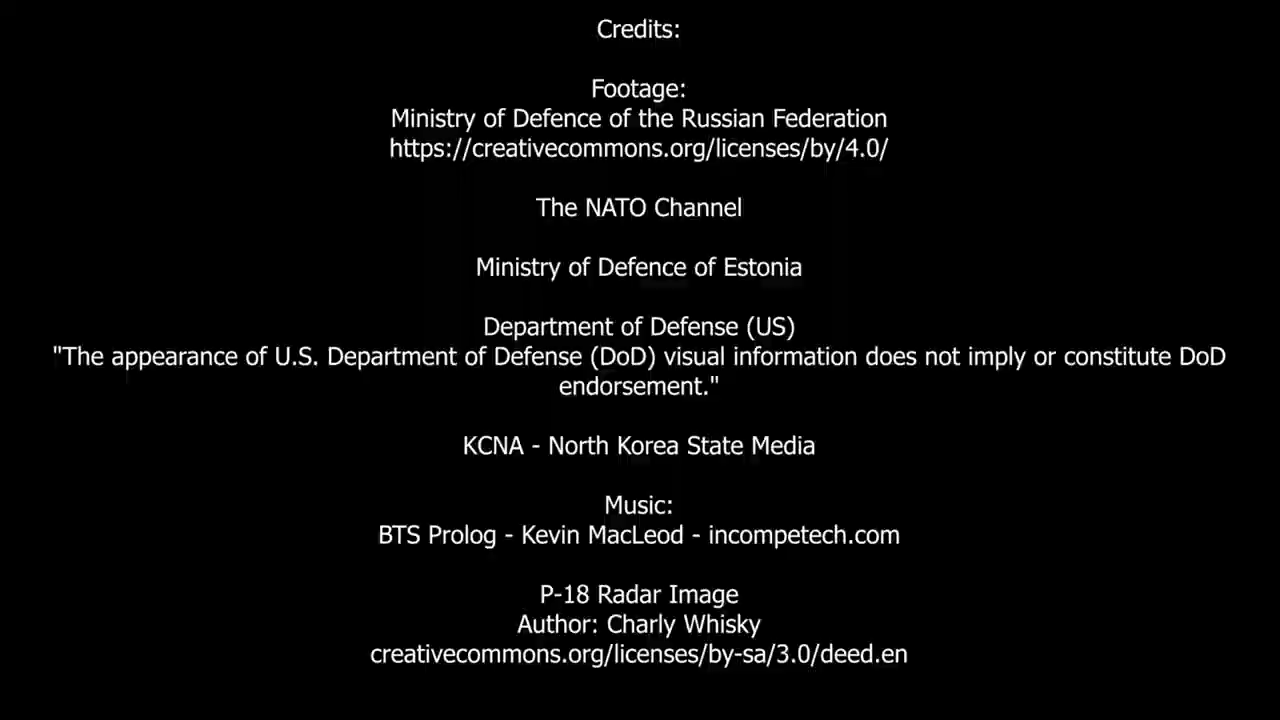 Credits:
Footage:
Ministry of Defence of the Russian Federation
https://creativecommons.org/licenses/by/4.0/
The NATO Channel
Ministry of Defence of Estonia
Department of Defense (US)
"The appearance of U.S. Department of Defense (DoD) visual information does not imply or constitute DoD
endorsement."
KCNA - North Korea State Media
Music:
BTS Prolog - Kevin MacLeod - incompetech.com
P-18 Radar Image
Author: Charly Whisky
creativecommons.org/licenses/by-sa/3.0/deed.en